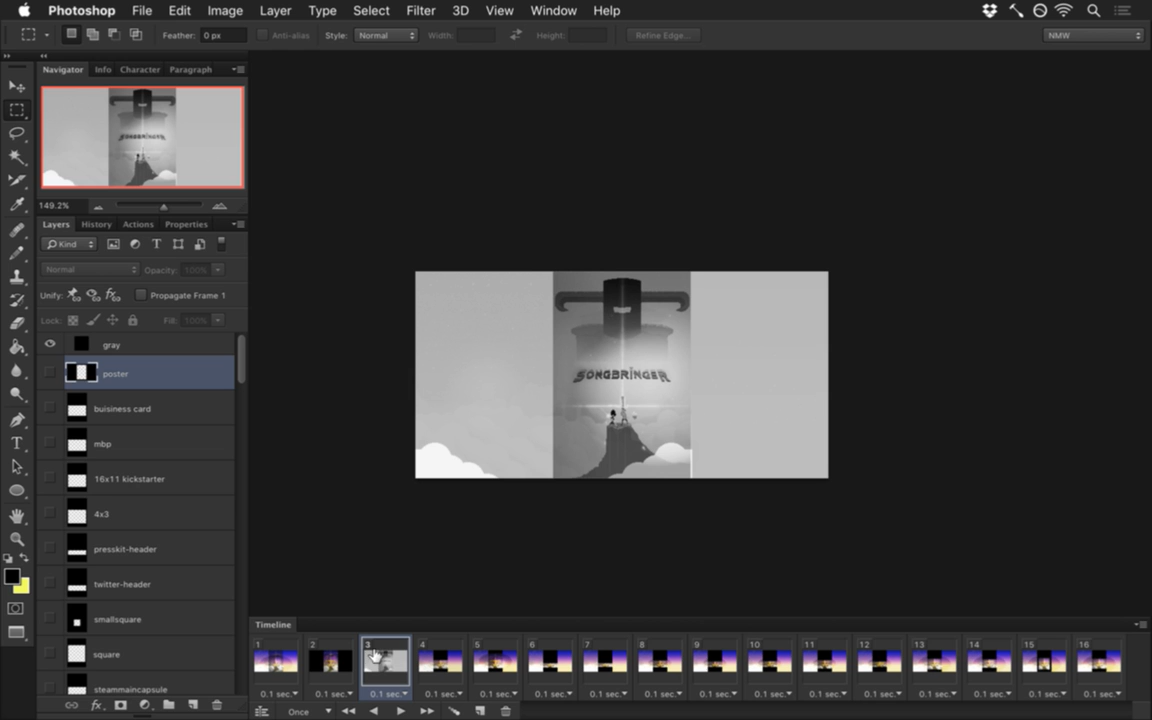 Photoshop File Edit Image Layer Type Select Filter 3D View Window Help
Feather: 0 px Anti-alias Style: Normal Width: Height: Refine Edge... NMW
Navigator Info Character Paragraph
SONGBRINGER
149.2%
Layers History Actions Properties
Kind
Normal Opacity: 100%
Unify: Propagate Frame 1
Lock: Fill: 100%
gray
poster
buisiness card
mbp
16x11 kickstarter
4x3
presskit-header
twitter-header
smallsquare
square
steammaincapsule
fx
SONGBRINGER
Timeline
1 2 3 4 5 6 7 8 9 10 11 12 13 14 15 16
0.1 sec. 0.1 sec. 0.1 sec. 0.1 sec. 0.1 sec. 0.1 sec. 0.1 sec. 0.1 sec. 0.1 sec. 0.1 sec. 0.1 sec. 0.1 sec. 0.1 sec. 0.1 sec. 0.1 sec. 0.1 sec.
Once